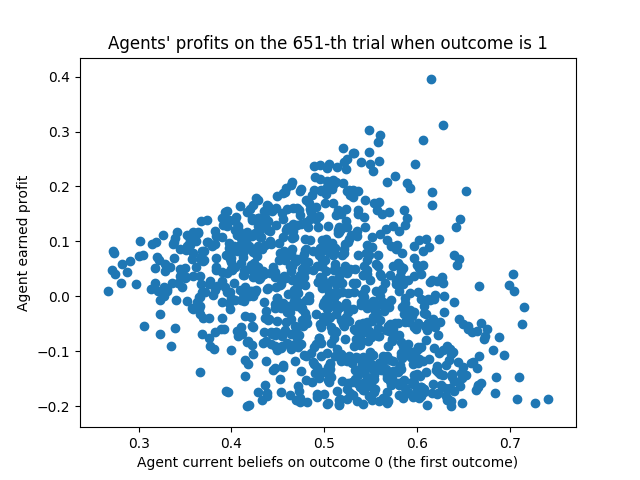 Agents' profits on the 651-th trial when outcome is 1
Agent earned profit
0.4
0.3
0.2
0.1
0.0
−0.1
−0.2
0.3 0.4 0.5 0.6 0.7
Agent current beliefs on outcome 0 (the first outcome)